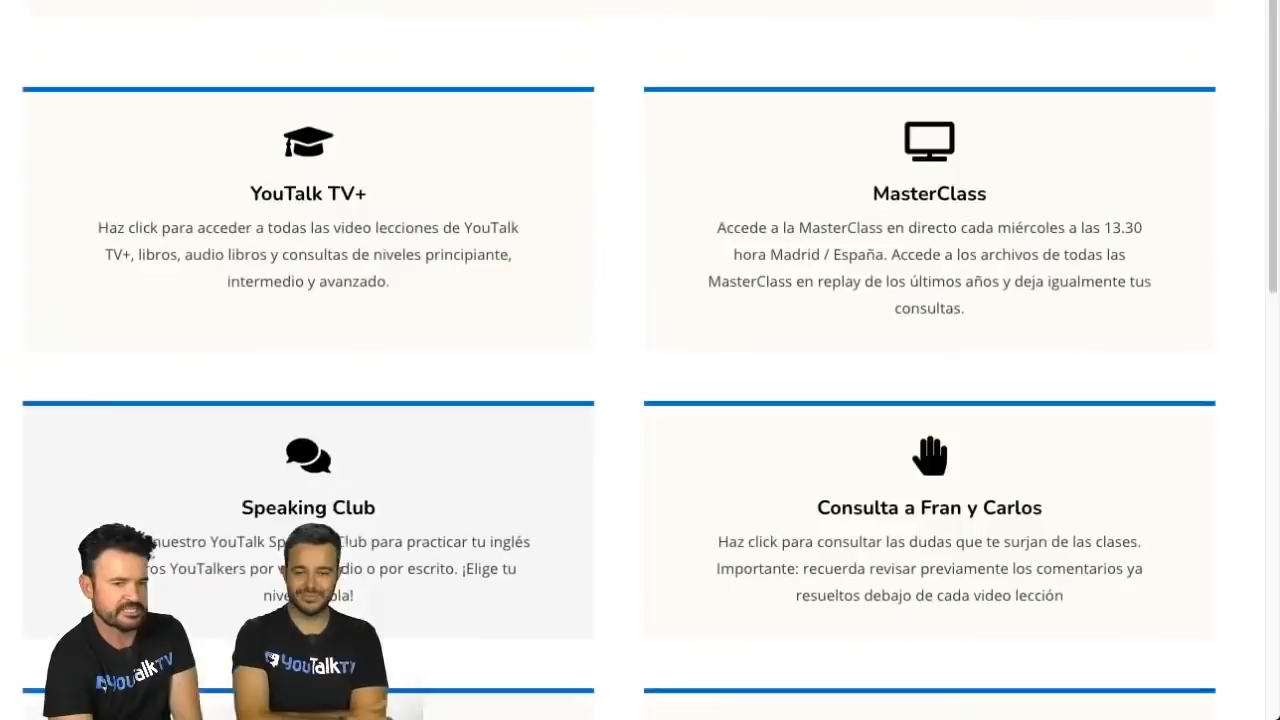 YouTalk TV+
Haz click para acceder a todas las video lecciones de YouTalk
TV+, libros, audio libros y consultas de niveles principiante,
intermedio y avanzado.
MasterClass
Accede a la MasterClass en directo cada miércoles a las 13.30
hora Madrid / España. Accede a los archivos de todas las
MasterClass en replay de los últimos años y deja igualmente tus
consultas.
Speaking Club
nuestro YouTalk Club para practicar tu inglés
YouTalkers por o por escrito. ¡Elige tu
Consulta a Fran y Carlos
Haz click para consultar las dudas que te surjan de las clases.
Importante: recuerda revisar previamente los comentarios ya
resueltos debajo de cada video lección
YouTalkTV
YouTalkTV